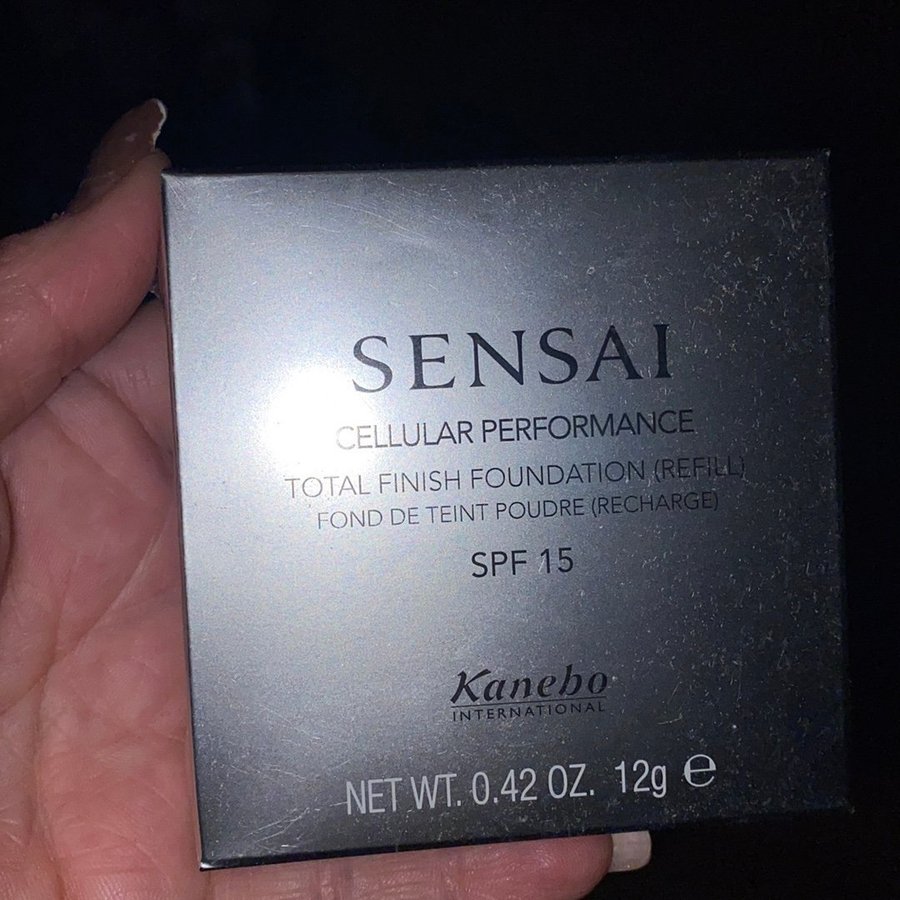 SENSAI
CELLULAR PERFORMANCE
TOTAL FINISH FOUNDATION (REFILL)
FOND DE TEINT POUDRE (RECHARGE)
SPF 15
Kanebo
INTERNATIONAL
NET WT. 0.42 OZ. 12g ℮